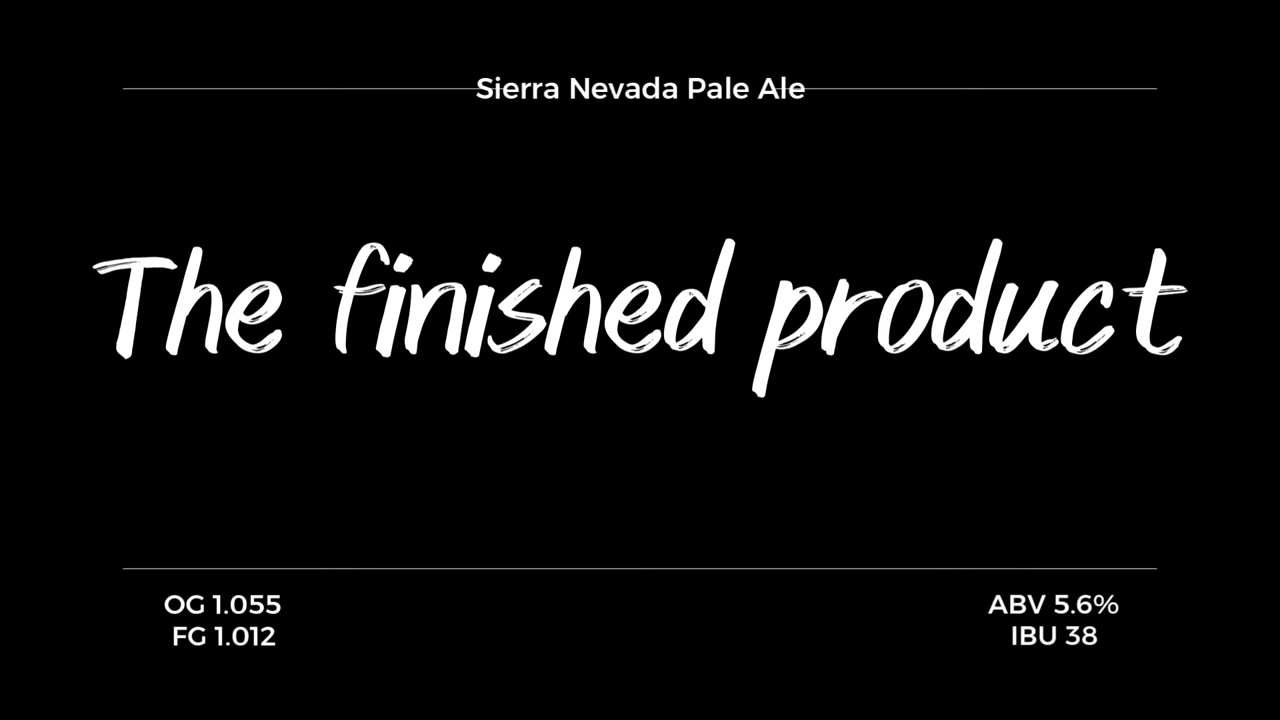 Sierra Nevada Pale Ale
The finished product
OG 1.055
FG 1.012
ABV 5.6%
IBU 38